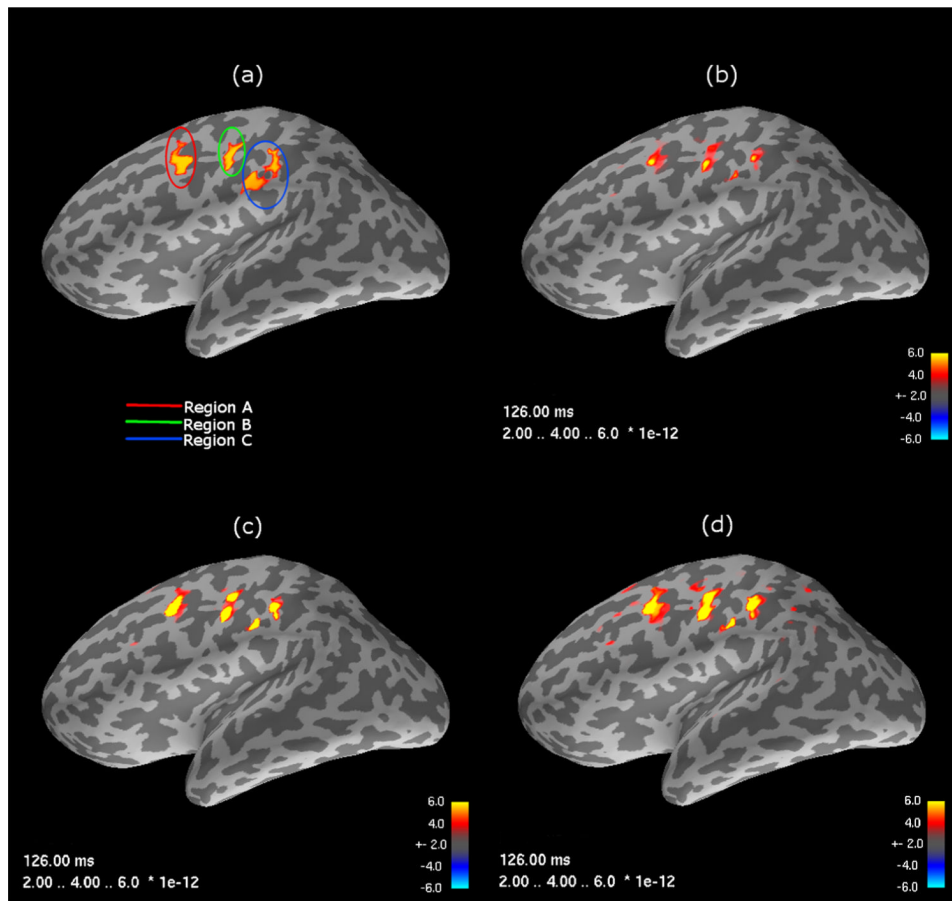 (a)
(b)
Region A
Region B
Region C
6.0
4.0
+- 2.0
-4.0
-6.0
126.00 ms
2.00 .. 4.00 .. 6.0 * 1e-12
(c)
(d)
6.0
4.0
+- 2.0
-4.0
-6.0
126.00 ms
2.00 .. 4.00 .. 6.0 * 1e-12
6.0
4.0
+- 2.0
-4.0
-6.0
126.00 ms
2.00 .. 4.00 .. 6.0 * 1e-12